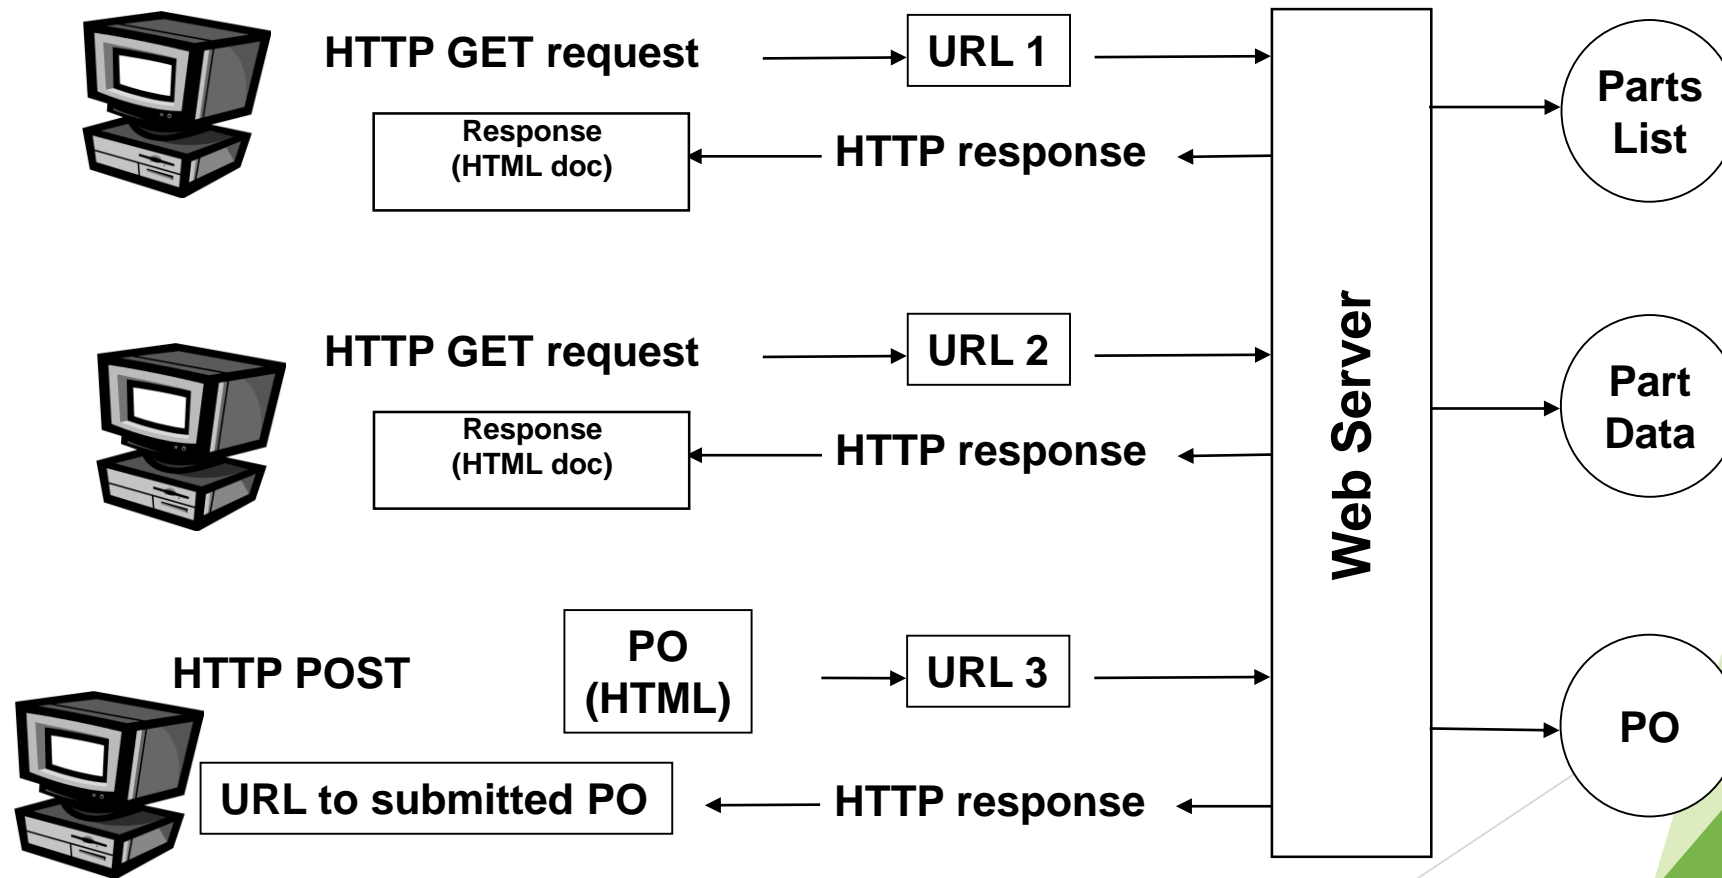 HTTP GET request
URL 1
Response
(HTML doc)
HTTP response
Parts
List
HTTP GET request
URL 2
Response
(HTML doc)
HTTP response
Part
Data
Web Server
HTTP POST
PO
(HTML)
URL 3
PO
URL to submitted PO
HTTP response